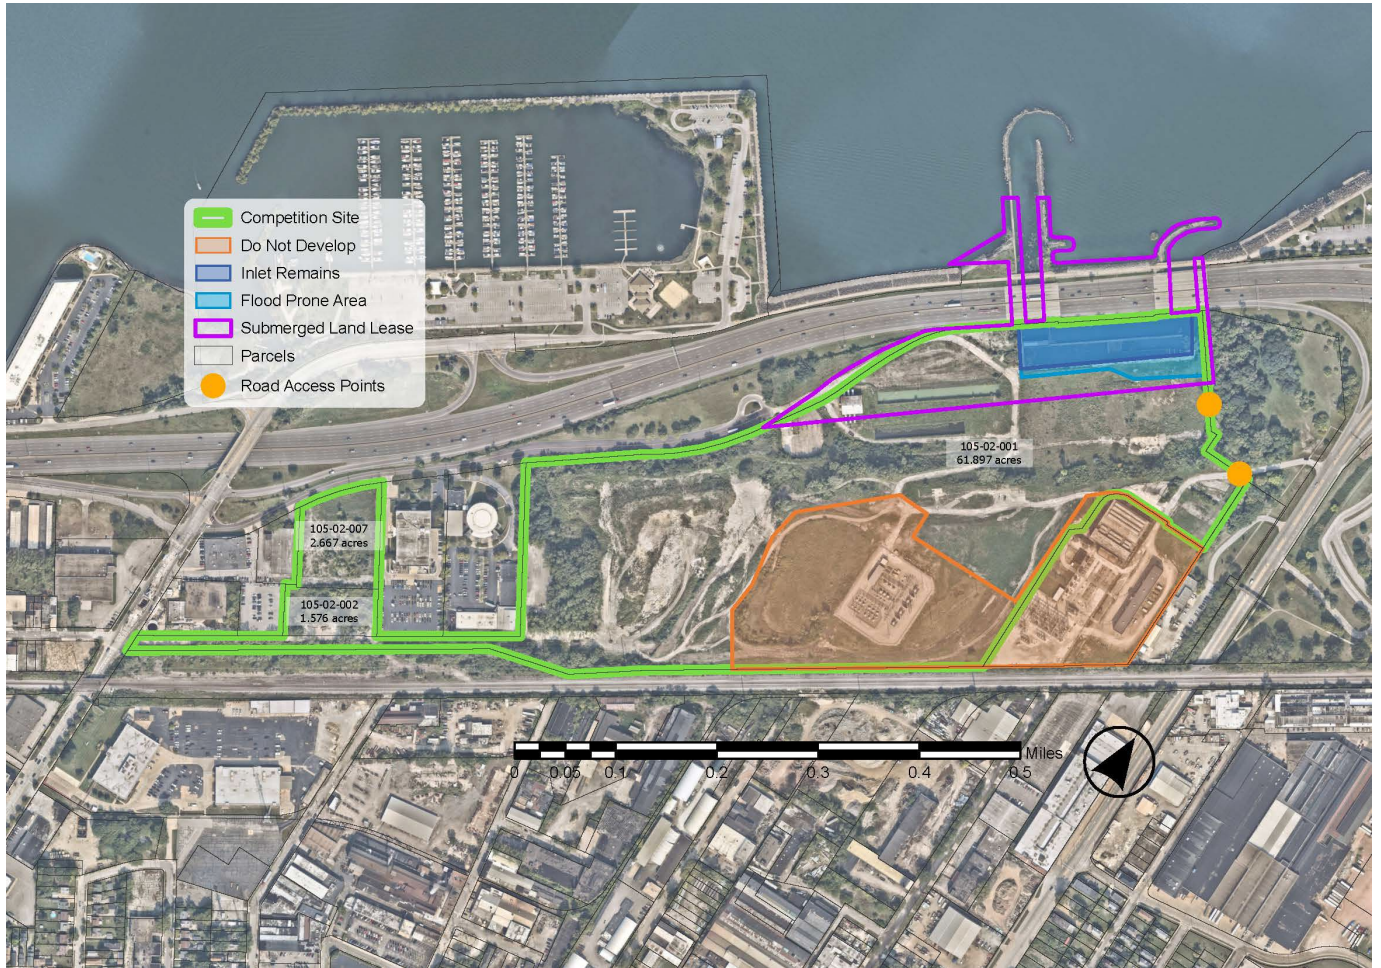 Competition Site
Do Not Develop
Inlet Remains
Flood Prone Area
Submerged Land Lease
Parcels
Road Access Points
105-02-001
61.897 acres
105-02-007
2.667 acres
105-02-002
1.576 acres
Miles
0 0.05 0.1 0.2 0.3 0.4 0.5